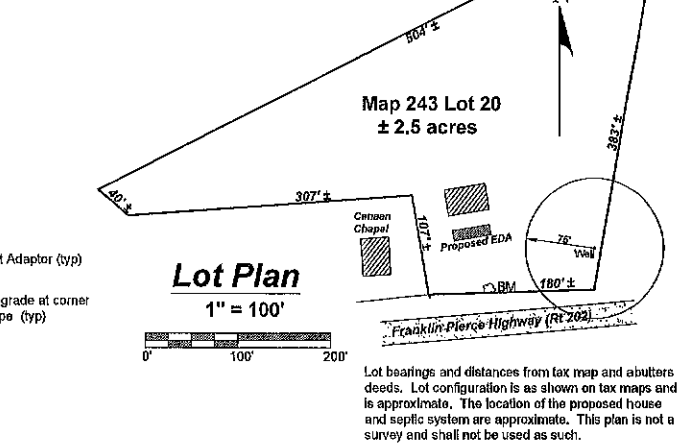 504' ±
Map 243 Lot 20
± 2.5 acres
383' ±
40' ±
307' ±
Canaan
Chapel
107' ±
Proposed EDA
75'
Well
t Adaptor (typ)
Lot Plan
BM
180' ±
grade at corner
pe (typ)
1" = 100'
Franklin Pierce Highway (Rt 202)
0'
100'
200'
Lot bearings and distances from tax map and abutters
deeds. Lot configuration is as shown on tax maps and
is approximate. The location of the proposed house
and septic system are approximate. This plan is not a
survey and shall not be used as such.